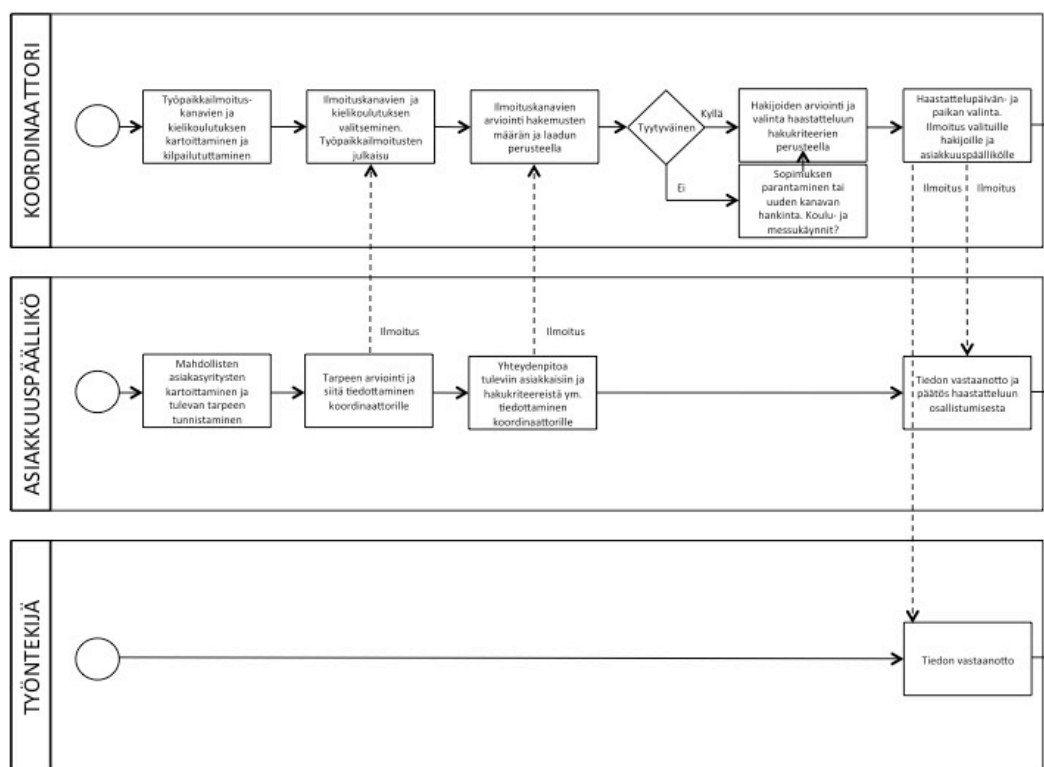 KOORDINAATTORI
Työpaikkailmoitus-
kanavien ja
kielikoulutuksen
kartoittaminen ja
kilpailututtaminen
Ilmoituskanavien ja
kielikoulutuksen
valitseminen.
Työpaikkailmoitusten
julkaisu
Ilmoituskanavien
arviointi hakemusten
määrän ja laadun
perusteella
Tyytyväinen
Kyllä
Ei
Hakijoiden arviointi ja
valinta haastatteluun
hakukriteerien
perusteella
Sopimuksen
parantaminen tai
uuden kanavan
hankinta. Koulu- ja
messukäynnit?
Haastattelupäivän- ja
paikan valinta.
Ilmoitus valituille
hakijoille ja
asiakkuuspäällikölle
Ilmoitus
Ilmoitus
ASIAKKUUSPÄÄLLIKÖ
Ilmoitus
Ilmoitus
Mahdollisten
asiakasyritysten
kartoittaminen ja
tulevan tarpeen
tunnistaminen
Tarpeen arviointi ja
siitä tiedottaminen
koordinaattorille
Yhteydenpitoa
tuleviin asiakkaisiin ja
hakukriteereistä ym.
tiedottaminen
koordinaattorille
Tiedon vastaanotto ja
päätös haastatteluun
osallistumisesta
TYÖNTEKIJÄ
Tiedon vastaanotto